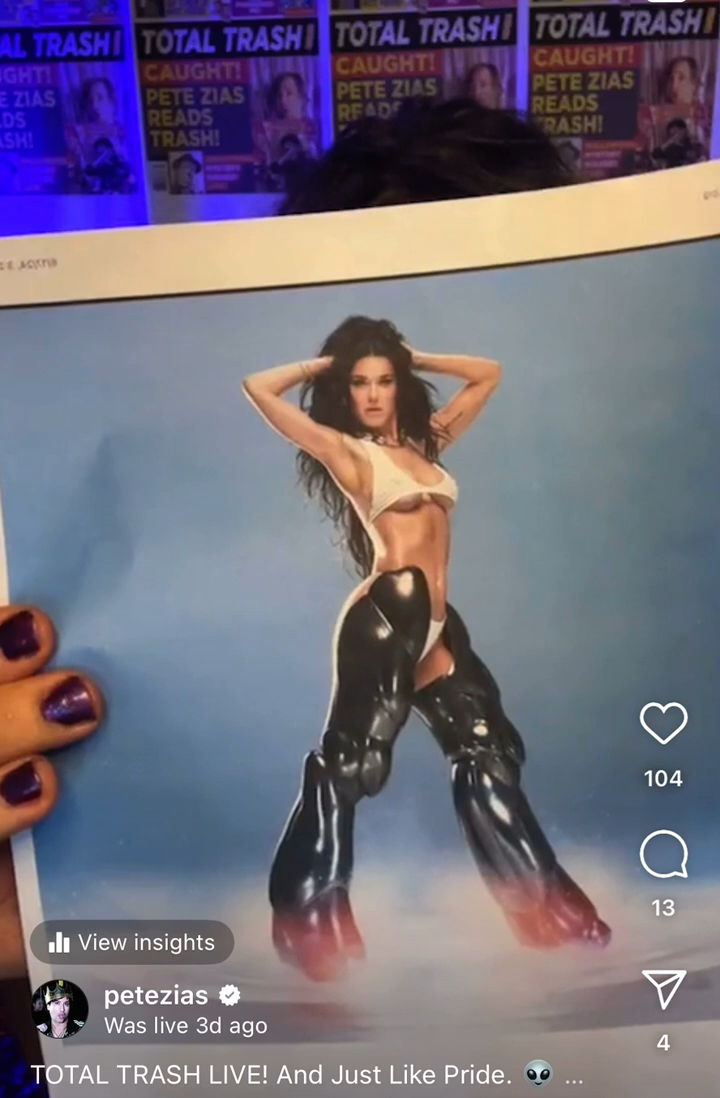 AL TRASH!
TOTAL TRASH!
TOTAL TRASH!
TOTAL TRASH!
CAUGHT!
PETE ZIAS
READS
TRASH!
CAUGHT!
PETE ZIAS
CAUGHT!
PETE ZIAS
READS
104
13
View insights
petezias
Was live 3d ago
4
TOTAL TRASH LIVE! And Just Like Pride. 👽 ...